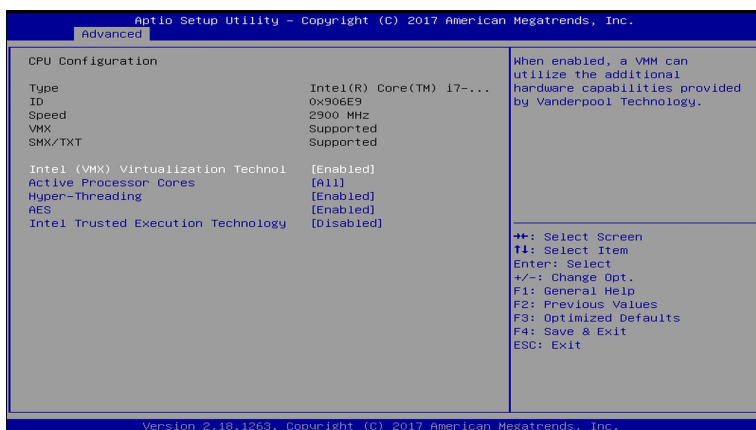 Aptio Setup Utility – Copyright (C) 2017 American Megatrends, Inc.
Advanced
CPU Configuration
Type Intel(R) Core(TM) i7-...
ID 0x906E9
Speed 2900 MHz
VMX Supported
SMX/TXT Supported
Intel (VMX) Virtualization Technol [Enabled]
Active Processor Cores [All]
Hyper-Threading [Enabled]
AES [Enabled]
Intel Trusted Execution Technology [Disabled]
When enabled, a VMM can
utilize the additional
hardware capabilities provided
by Vanderpool Technology.
→←: Select Screen
↑↓: Select Item
Enter: Select
+/-: Change Opt.
F1: General Help
F2: Previous Values
F3: Optimized Defaults
F4: Save & Exit
ESC: Exit
Version 2.18.1263. Copyright (C) 2017 American Megatrends, Inc.